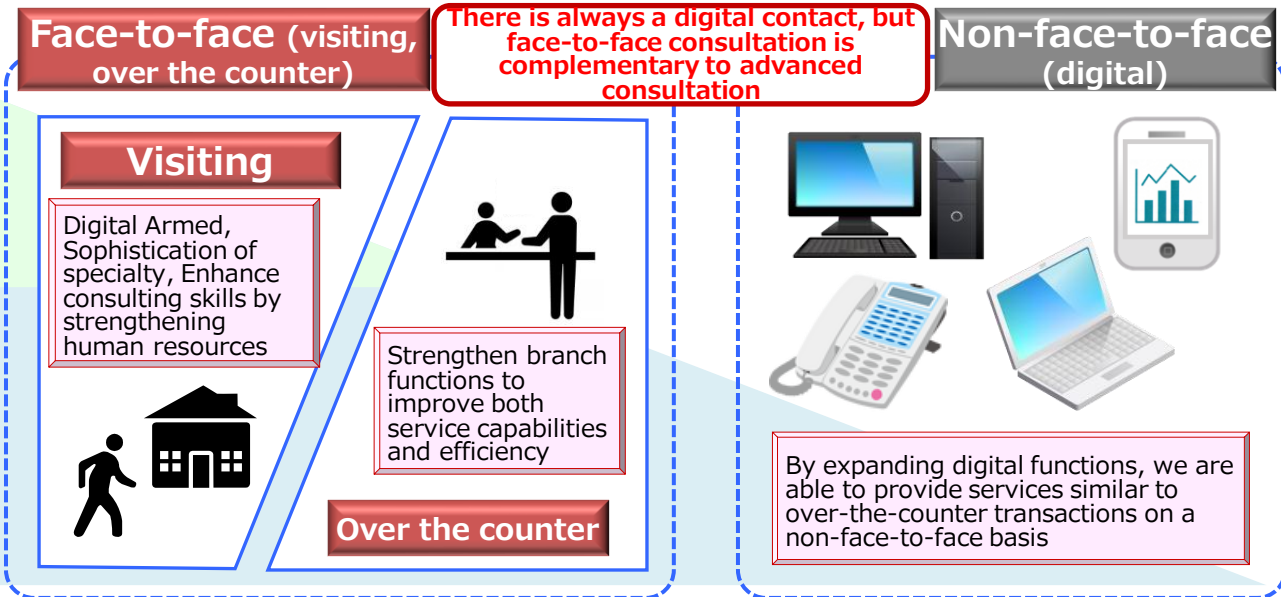 Face-to-face (visiting,
over the counter)
There is always a digital contact, but
face-to-face consultation is
complementary to advanced
consultation
Non-face-to-face
(digital)
Visiting
Digital Armed,
Sophistication of
specialty, Enhance
consulting skills by
strengthening
human resources
Strengthen branch
functions to
improve both
service capabilities
and efficiency
Over the counter
By expanding digital functions, we are
able to provide services similar to
over-the-counter transactions on a
non-face-to-face basis